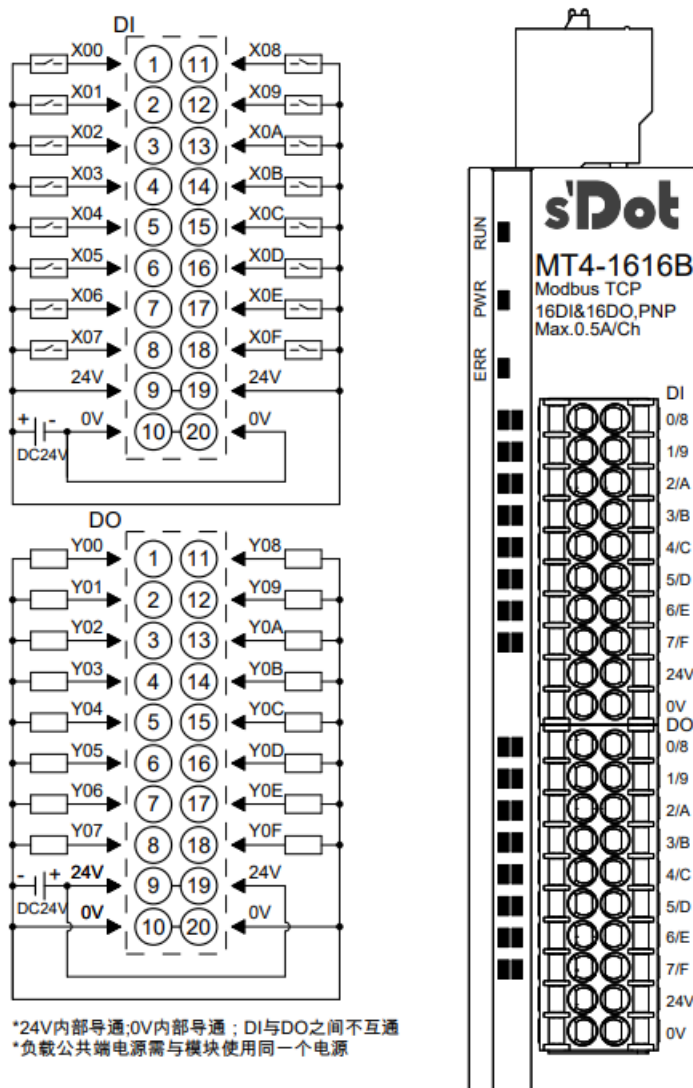 DI
X00 1 11 X08
X01 2 12 X09
X02 3 13 X0A
X03 4 14 X0B
X04 5 15 X0C
X05 6 16 X0D
X06 7 17 X0E
X07 8 18 X0F
24V 9 19 24V
+ - 0V 10 20 0V
DC24V
DO
Y00 1 11 Y08
Y01 2 12 Y09
Y02 3 13 Y0A
Y03 4 14 Y0B
Y04 5 15 Y0C
Y05 6 16 Y0D
Y06 7 17 Y0E
Y07 8 18 Y0F
- + 24V 9 19 24V
DC24V
0V 10 20 0V
*24V内部导通;0V内部导通；DI与DO之间不互通
*负载公共端电源需与模块使用同一个电源
s'Dot
RUN
PWR
ERR
MT4-1616B
Modbus TCP
16DI&16DO,PNP
Max.0.5A/Ch
DI
0/8
1/9
2/A
3/B
4/C
5/D
6/E
7/F
24V
0V
DO
0/8
1/9
2/A
3/B
4/C
5/D
6/E
7/F
24V
0V